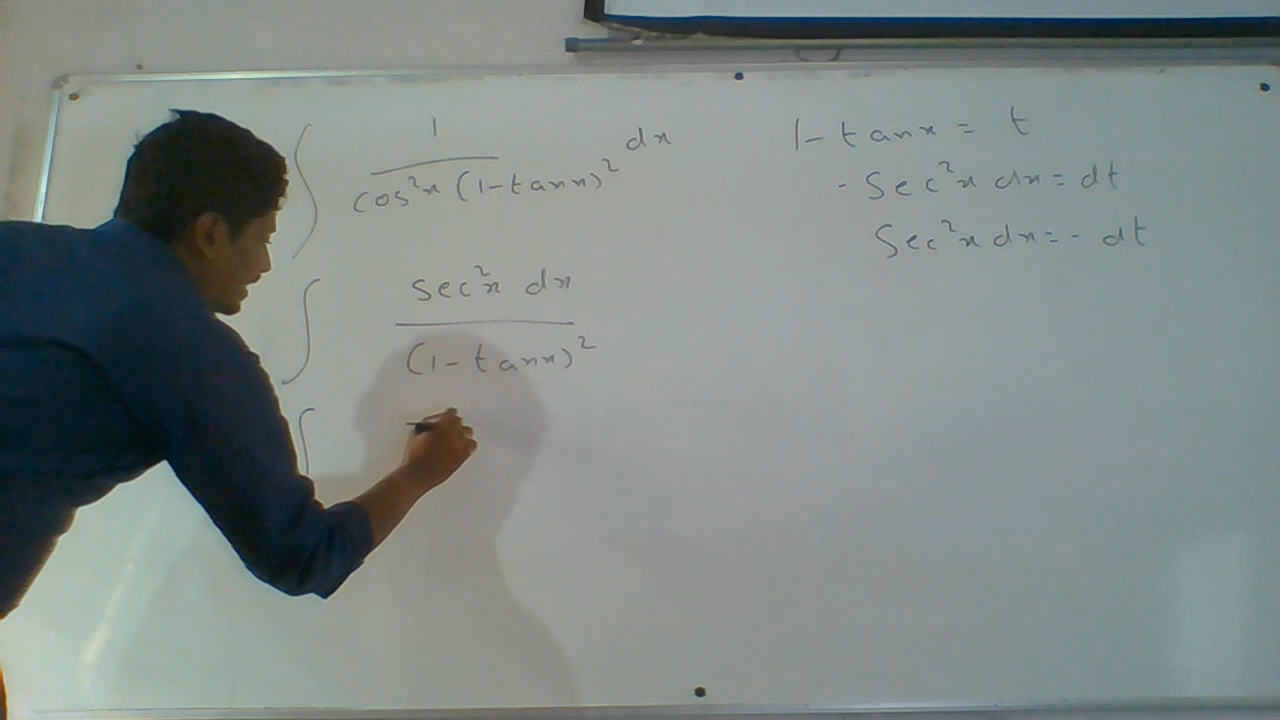 ∫ 1 / cos²x (1-tanx)² dx
∫ sec²x dx / (1-tanx)²
∫
1-tanx = t
- Sec²x dx = dt
Sec²x dx = - dt